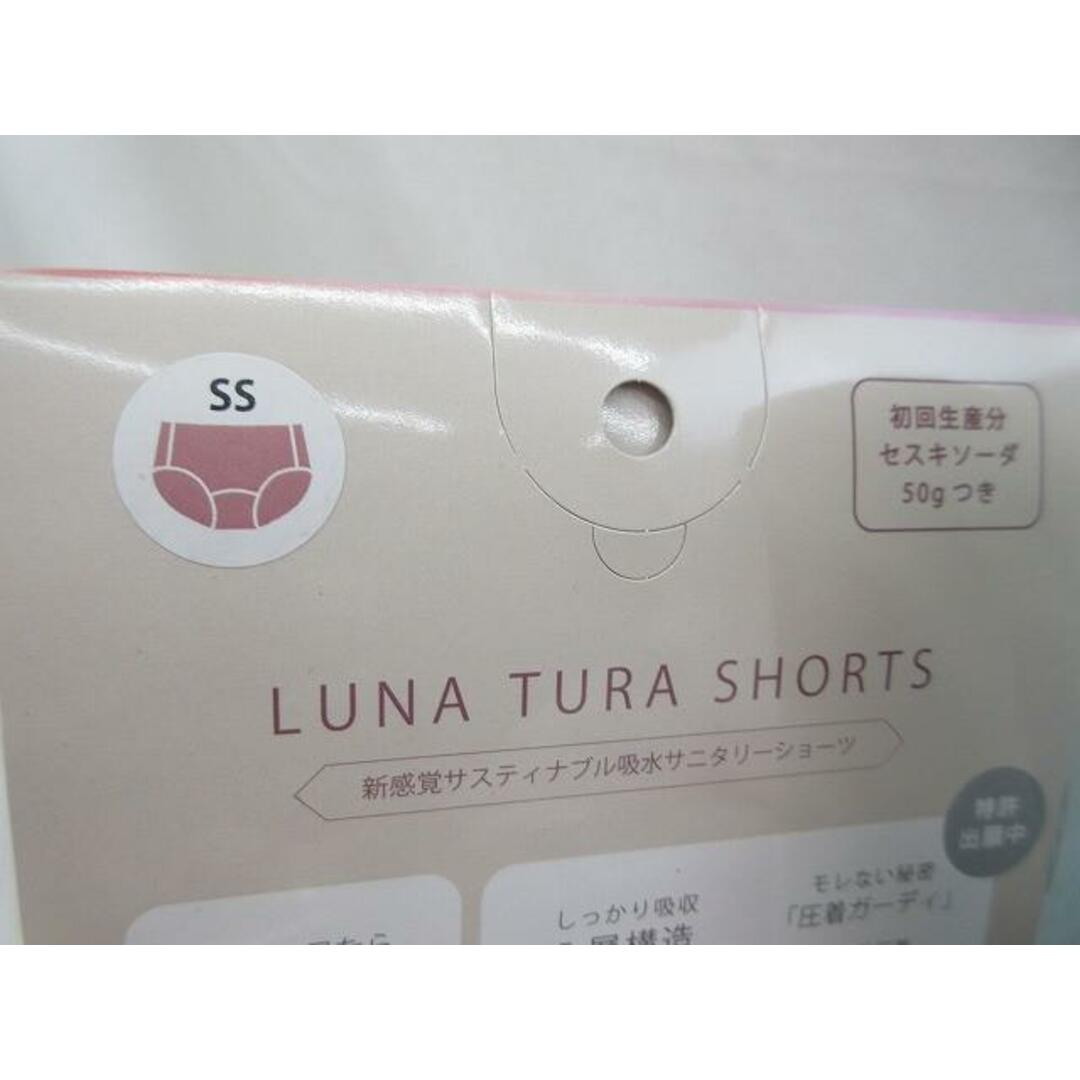 SS
初回生産分
セスキソーダ
50gつき
LUNA TURA SHORTS
新感覚サスティナブル吸水サニタリーショーツ
特許
出願中
しっかり吸収
層構造
モレない秘密
「圧着ガーディ」